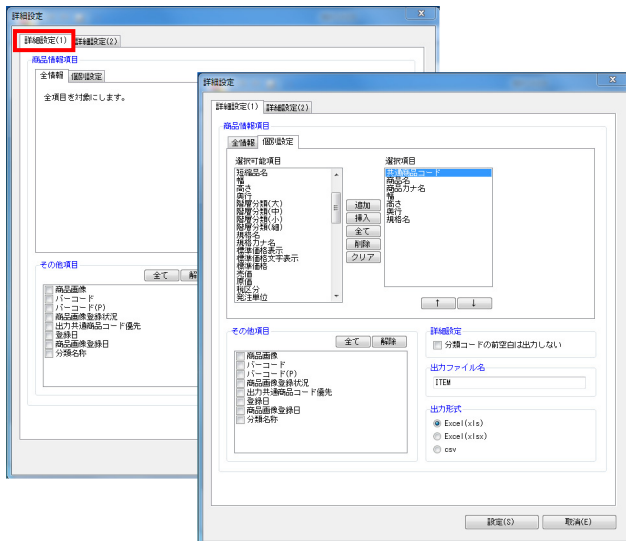 詳細設定
詳細設定(1) 詳細設定(2)
商品情報項目
全情報 個別設定
全項目を対象にします。
その他項目
全て 解
商品画像
バーコード
バーコード(P)
商品画像登録状況
出力共通商品コード優先
登録日
商品画像登録日
分類名称
詳細設定
詳細設定(1) 詳細設定(2)
商品情報項目
全情報 個別設定
選択可能項目
短縮品名
幅
高さ
奥行
階層分類(大)
階層分類(中)
階層分類(小)
階層分類(細)
規格名
規格カナ名
標準価格表示
標準価格文字表示
標準価格
売価
原価
税区分
発注単位
追加
挿入
全て
削除
クリア
選択項目
共通商品コード
商品名
商品カナ名
幅
高さ
奥行
規格名
↑ ↓
その他項目
全て 解除
商品画像
バーコード
バーコード(P)
商品画像登録状況
出力共通商品コード優先
登録日
商品画像登録日
分類名称
詳細設定
分類コードの前空白は出力しない
出力ファイル名
ITEM
出力形式
Excel(xls)
Excel(xlsx)
csv
設定(S) 取消(E)